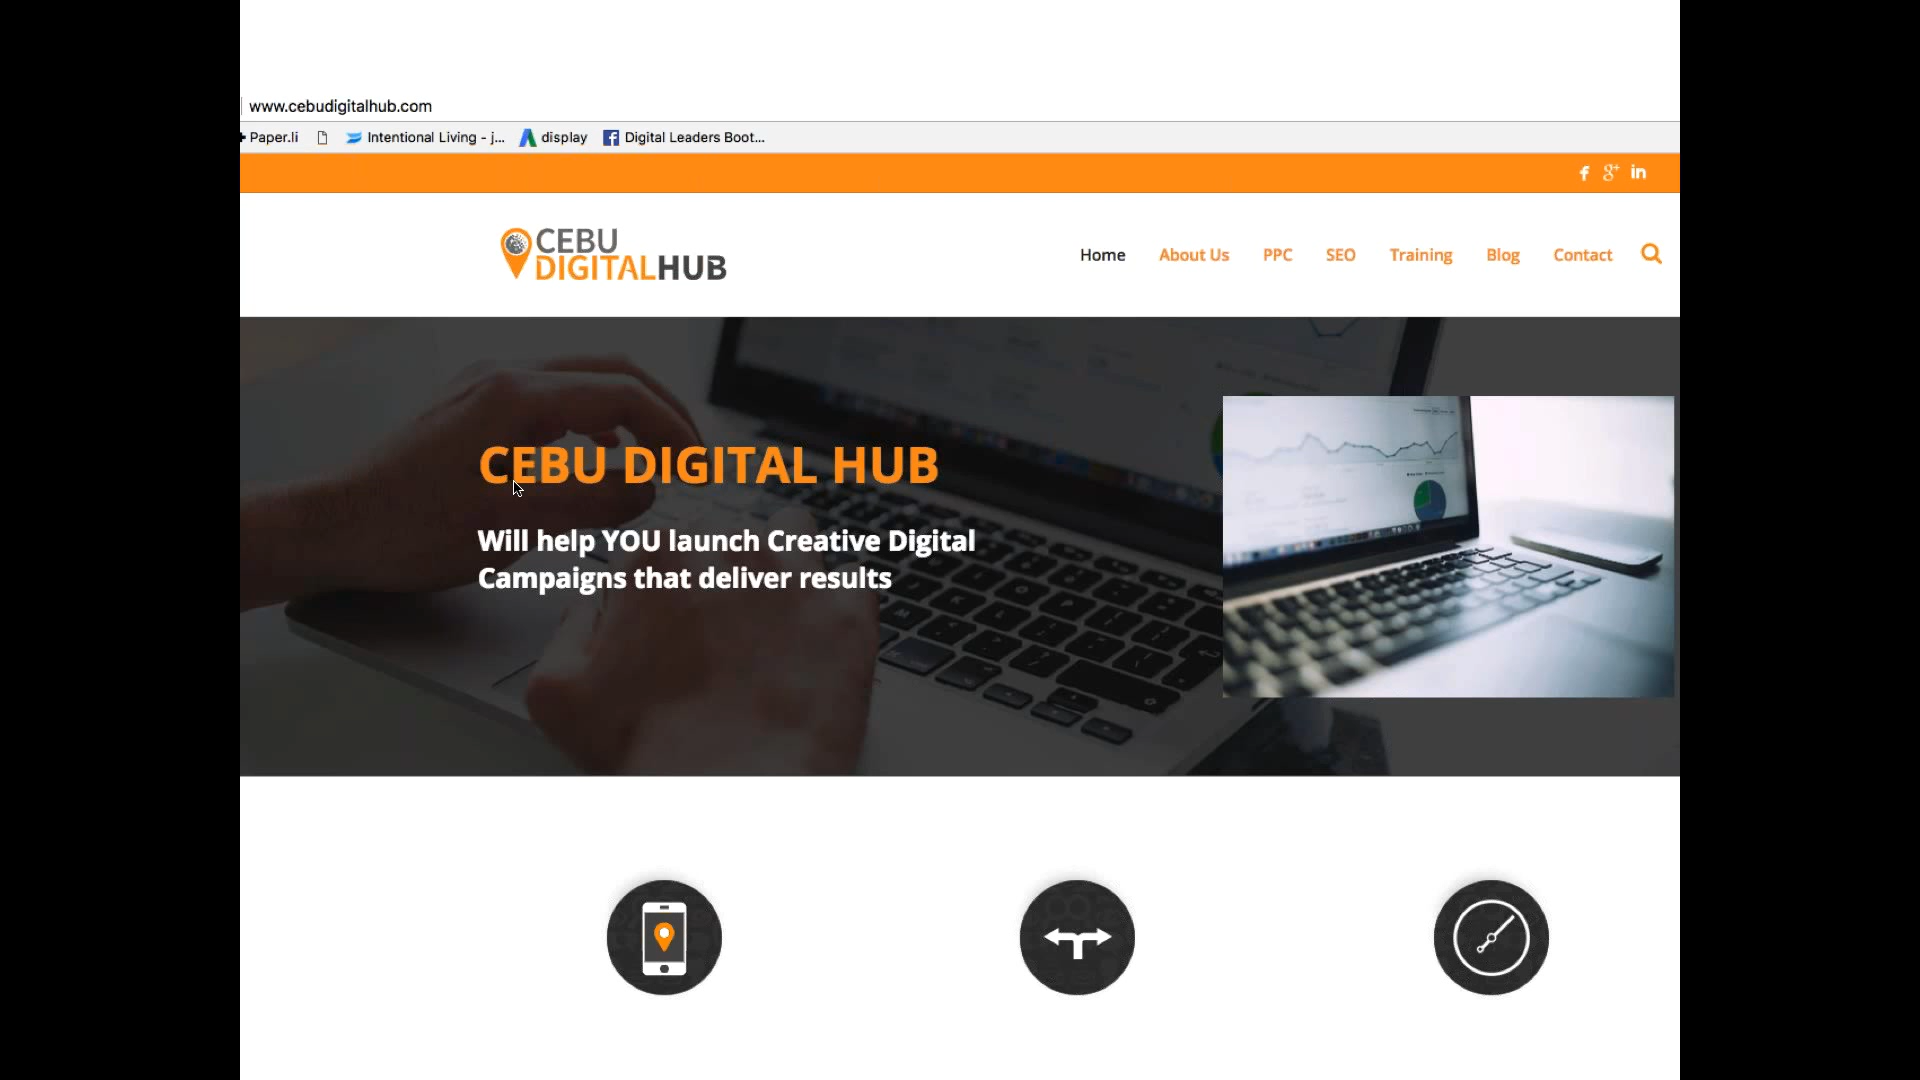 www.cebudigitalhub.com
Paper.li
Intentional Living - j...
display
Digital Leaders Boot...
f g+ in
CEBU
DIGITALHUB
Home About Us PPC SEO Training Blog Contact
CEBU DIGITAL HUB
Will help YOU launch Creative Digital
Campaigns that deliver results